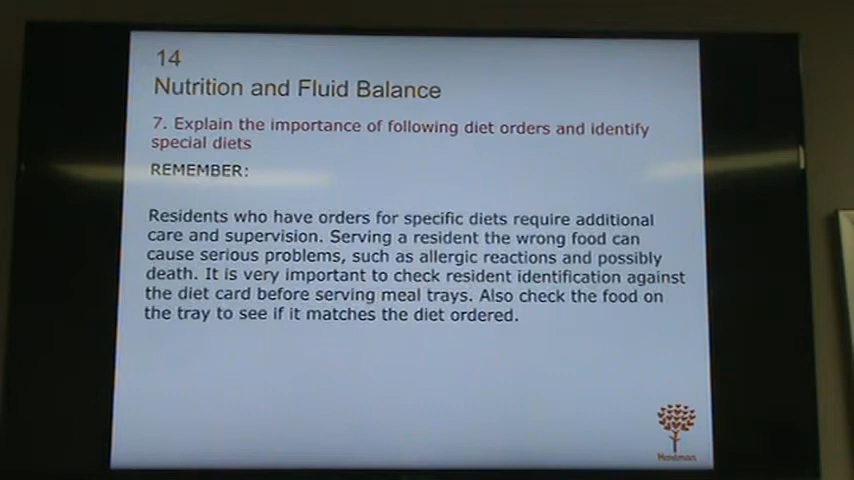 14
Nutrition and Fluid Balance
7. Explain the importance of following diet orders and identify
special diets
REMEMBER:
Residents who have orders for specific diets require additional
care and supervision. Serving a resident the wrong food can
cause serious problems, such as allergic reactions and possibly
death. It is very important to check resident identification against
the diet card before serving meal trays. Also check the food on
the tray to see if it matches the diet ordered.
Hartman